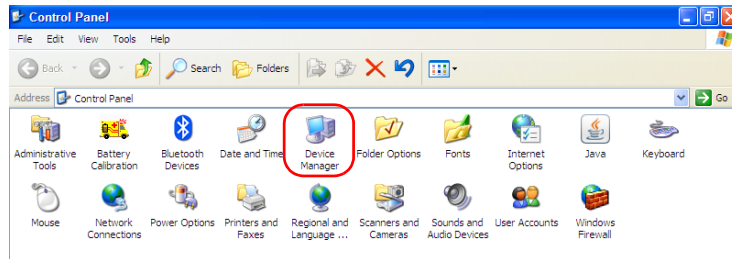 Control Panel
File Edit View Tools Help
Back Search Folders
Address Control Panel Go
Administrative Tools
Battery Calibration
Bluetooth Devices
Date and Time
Device Manager
Folder Options
Fonts
Internet Options
Java
Keyboard
Mouse
Network Connections
Power Options
Printers and Faxes
Regional and Language ...
Scanners and Cameras
Sounds and Audio Devices
User Accounts
Windows Firewall